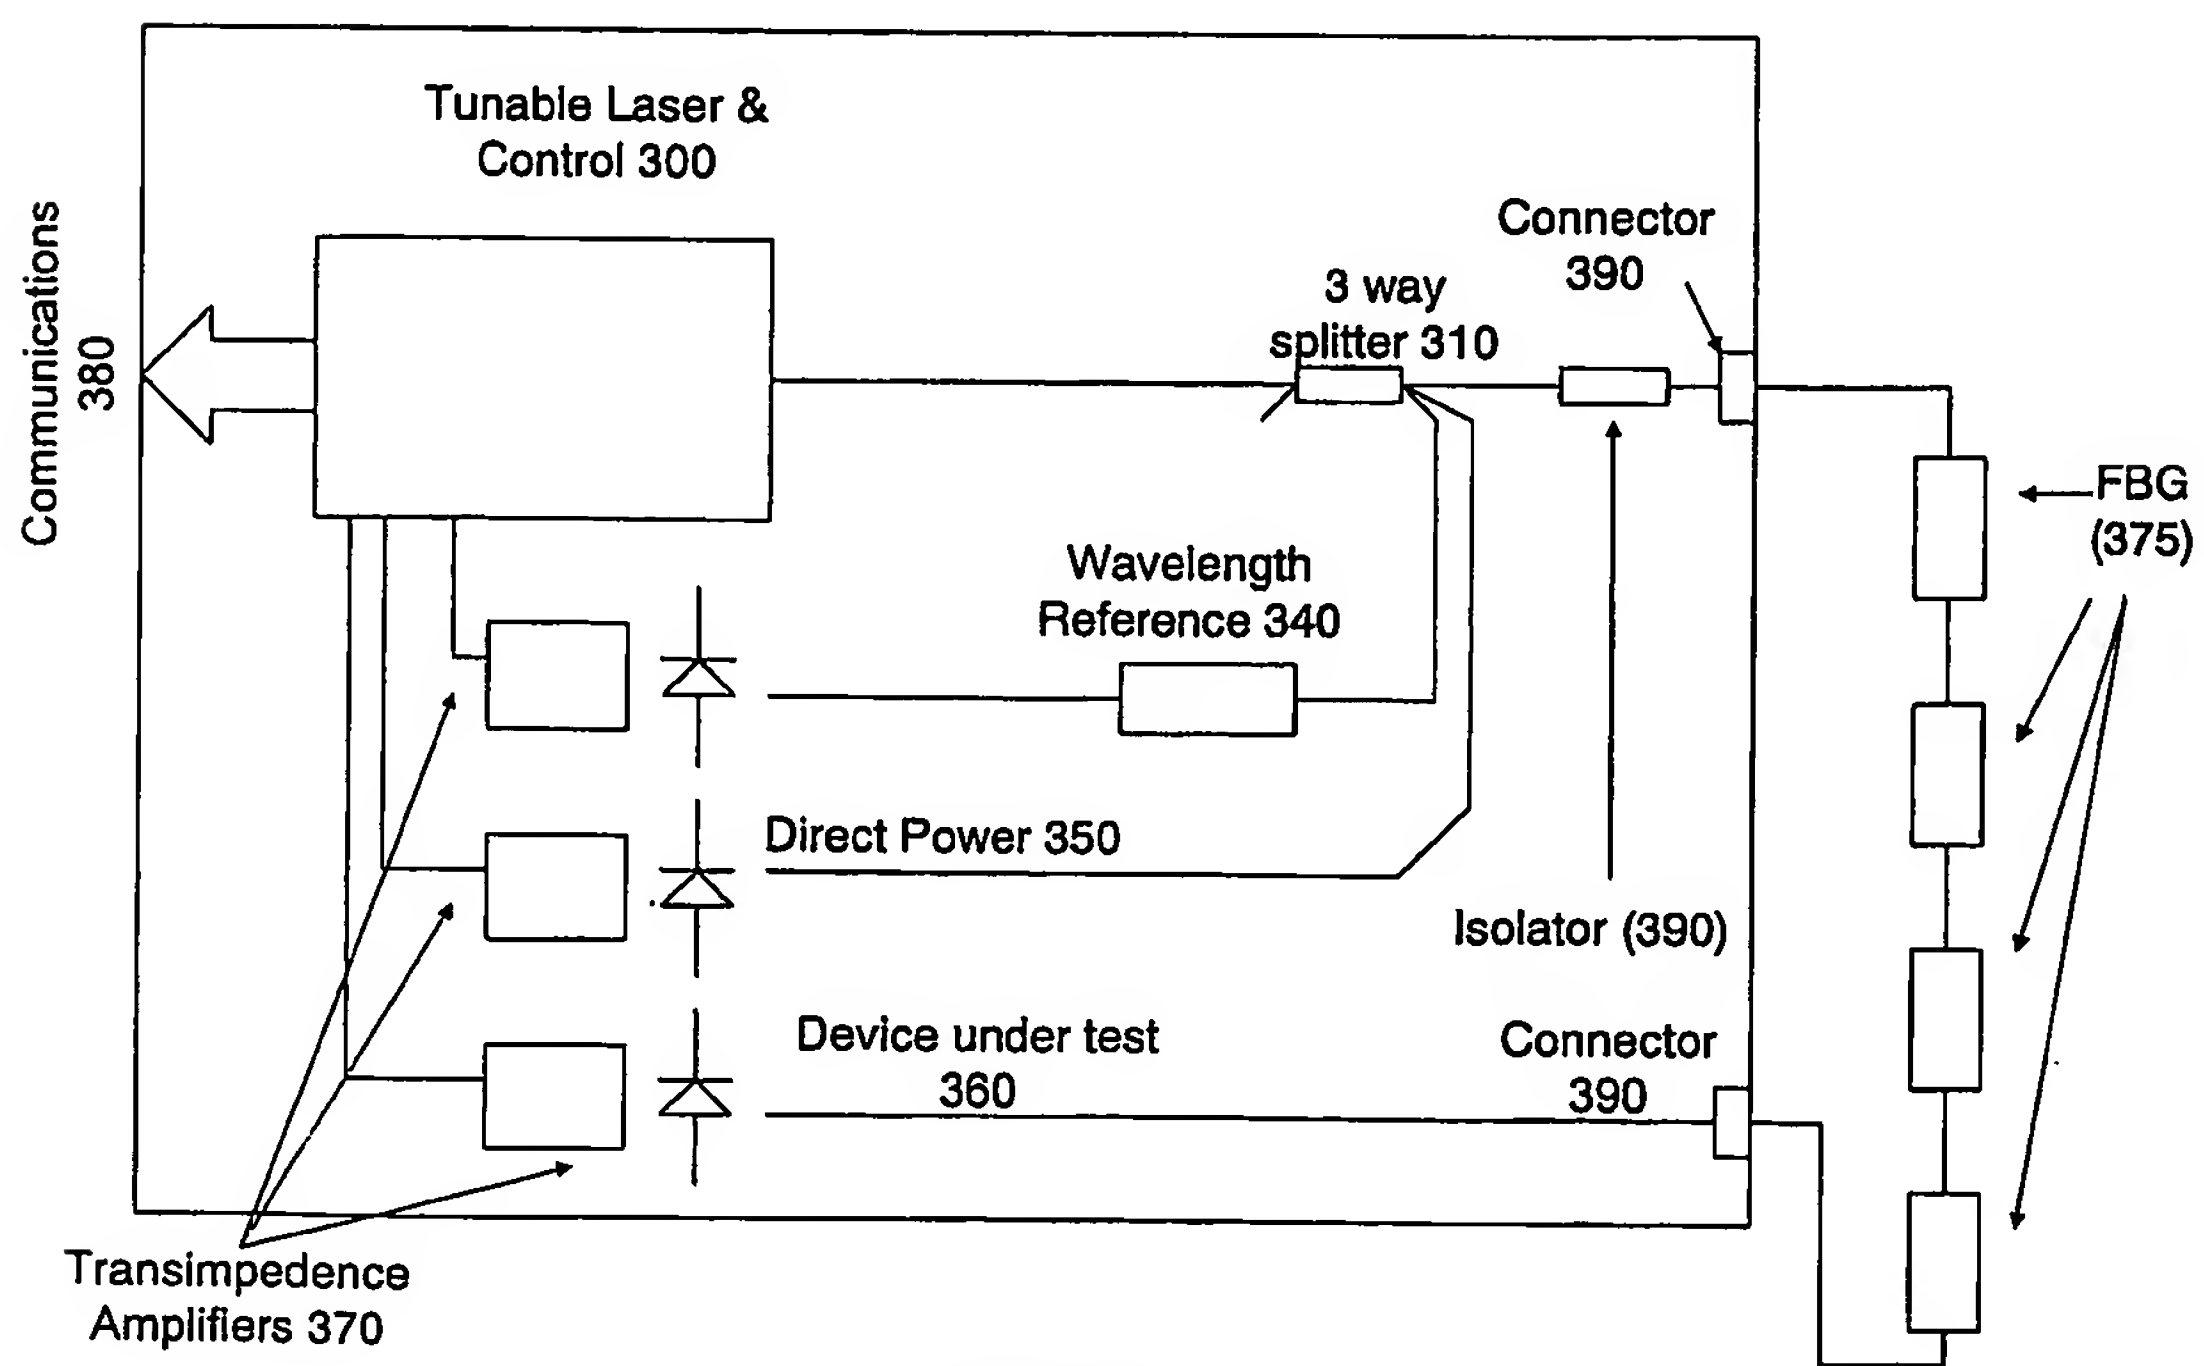 Tunable Laser &
Control 300
Communications
380
Connector
390
3 way
splitter 310
FBG
(375)
Wavelength
Reference 340
Direct Power 350
Isolator (390)
Device under test
360
Connector
390
Transimpedence
Amplifiers 370